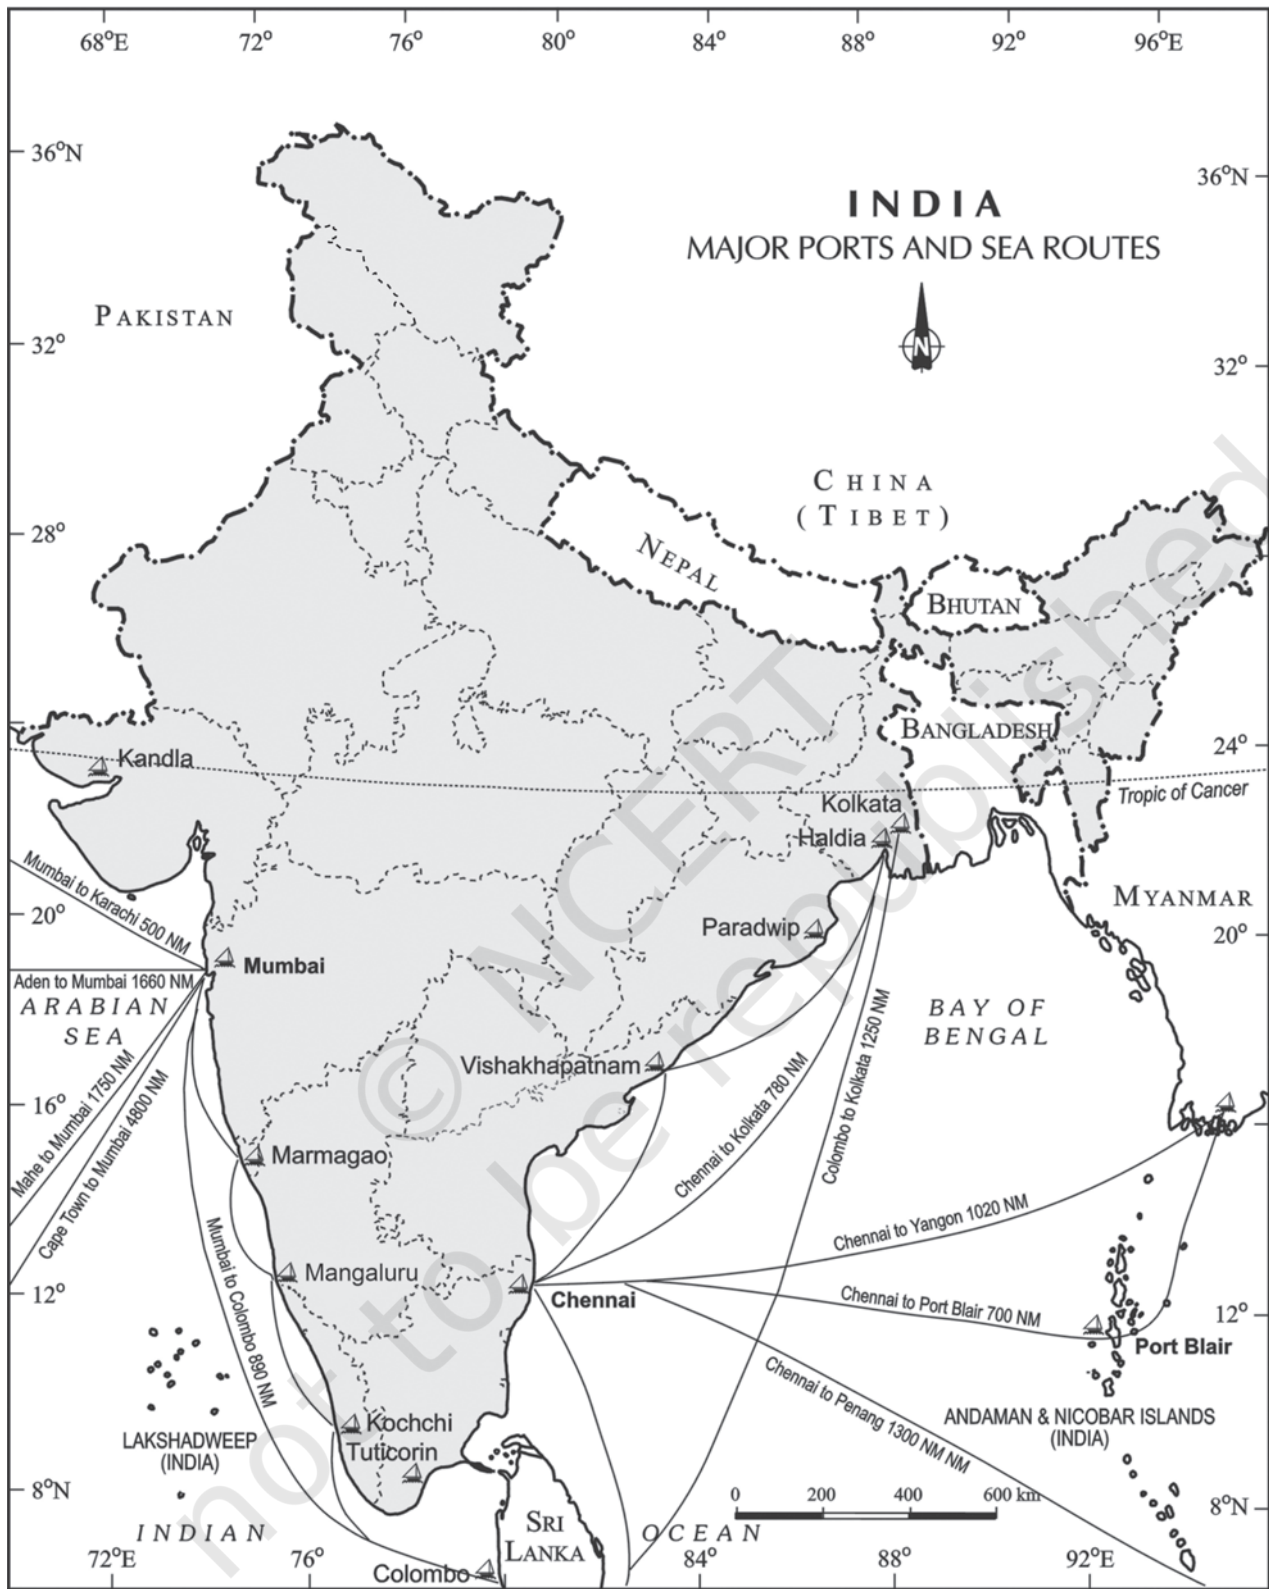 68°E 72° 76° 80° 84° 88° 92° 96°E
36°N
36°N
INDIA
MAJOR PORTS AND SEA ROUTES
N
PAKISTAN
32°
32°
CHINA
(TIBET)
28°
NEPAL
BHUTAN
BANGLADESH
24°
Kandla
Tropic of Cancer
Kolkata
Haldia
MYANMAR
Mumbai to Karachi 500 NM
20°
20°
Paradwip
Mumbai
Aden to Mumbai 1660 NM
ARABIAN
SEA
BAY OF
BENGAL
Vishakhapatnam
Mahe to Mumbai 1750 NM
Cape Town to Mumbai 4800 NM
Chennai to Kolkata 780 NM
Colombo to Kolkata 1250 NM
16°
Marmagao
Chennai to Yangon 1020 NM
Mumbai to Colombo 890 NM
Mangaluru
12°
Chennai
Chennai to Port Blair 700 NM
12°
Port Blair
Chennai to Penang 1300 NM NM
Kochchi
Tuticorin
LAKSHADWEEP
(INDIA)
ANDAMAN & NICOBAR ISLANDS
(INDIA)
8°N
0 200 400 600 km
8°N
INDIAN OCEAN
SRI
LANKA
Colombo
72°E 76° 84° 88° 92°E
© NCERT
not to be republished